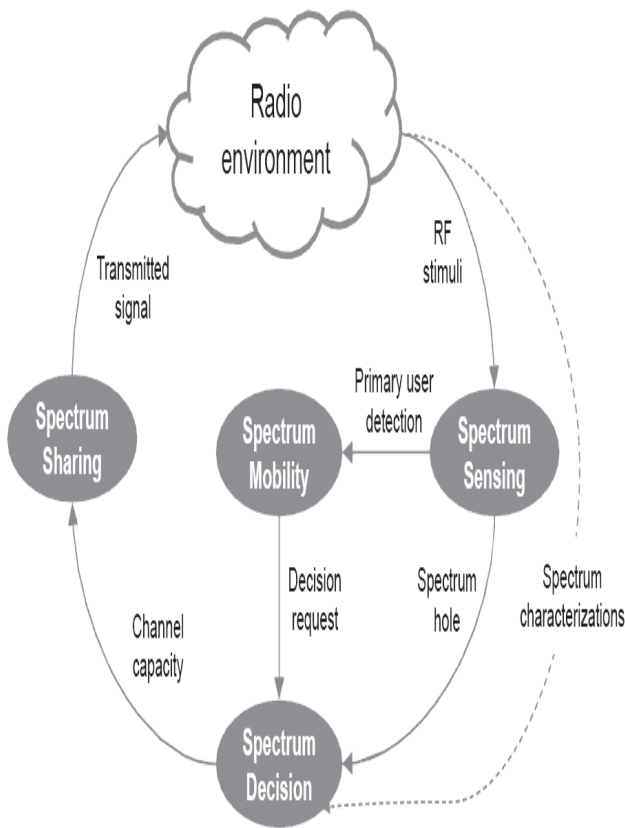 Radio
environment
RF
stimuli
Transmitted
signal
Primary user
detection
Spectrum
Sharing
Spectrum
Mobility
Spectrum
Sensing
Decision
request
Spectrum
hole
Spectrum
characterizations
Channel
capacity
Spectrum
Decision